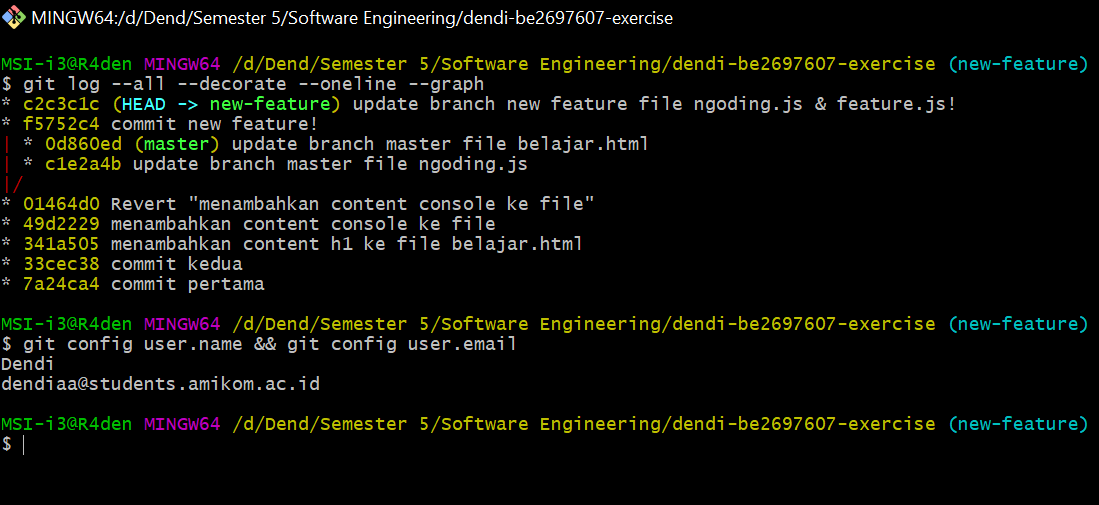 MINGW64:/d/Dend/Semester 5/Software Engineering/dendi-be2697607-exercise
MSI-i3@R4den MINGW64 /d/Dend/Semester 5/Software Engineering/dendi-be2697607-exercise (new-feature)
$ git log --all --decorate --oneline --graph
* c2c3c1c (HEAD -> new-feature) update branch new feature file ngoding.js & feature.js!
* f5752c4 commit new feature!
| * 0d860ed (master) update branch master file belajar.html
| * c1e2a4b update branch master file ngoding.js
|/
* 01464d0 Revert "menambahkan content console ke file"
* 49d2229 menambahkan content console ke file
* 341a505 menambahkan content h1 ke file belajar.html
* 33cec38 commit kedua
* 7a24ca4 commit pertama
MSI-i3@R4den MINGW64 /d/Dend/Semester 5/Software Engineering/dendi-be2697607-exercise (new-feature)
$ git config user.name && git config user.email
Dendi
dendiaa@students.amikom.ac.id
MSI-i3@R4den MINGW64 /d/Dend/Semester 5/Software Engineering/dendi-be2697607-exercise (new-feature)
$